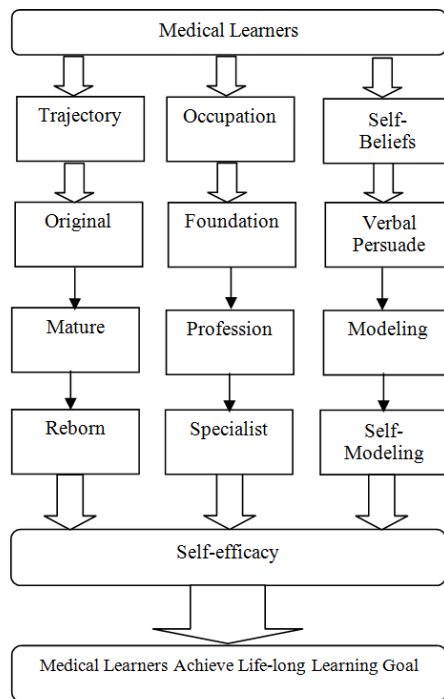 Medical Learners
Trajectory
Occupation
Self-
Beliefs
Original
Foundation
Verbal
Persuade
Mature
Profession
Modeling
Reborn
Specialist
Self-
Modeling
Self-efficacy
Medical Learners Achieve Life-long Learning Goal